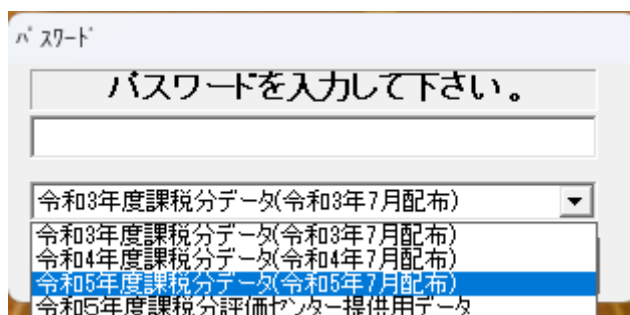 パスワード
パスワードを入力して下さい。
令和3年度課税分データ(令和3年7月配布)
令和3年度課税分データ(令和3年7月配布)
令和4年度課税分データ(令和4年7月配布)
令和5年度課税分データ(令和5年7月配布)
令和5年度課税分評価センター提供用データ